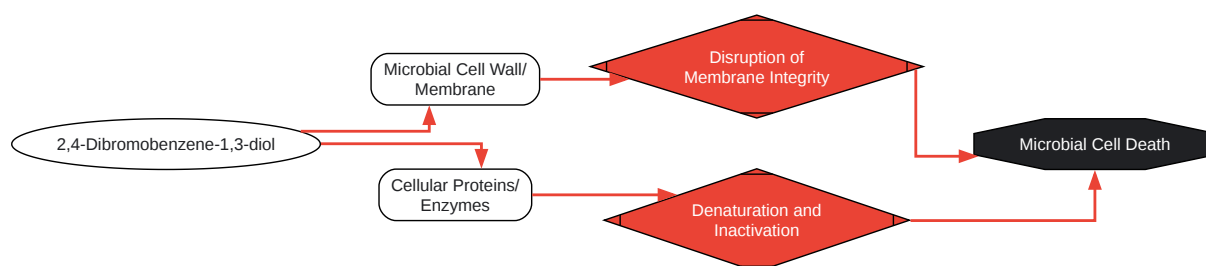 2,4-Dibromobenzene-1,3-diol
Microbial Cell Wall/
Membrane
Disruption of
Membrane Integrity
Cellular Proteins/
Enzymes
Denaturation and
Inactivation
Microbial Cell Death